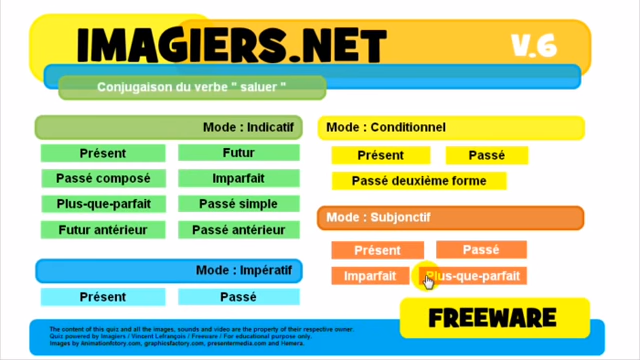 IMAGIERS.NET
V.6
Conjugaison du verbe " saluer "
Mode : Indicatif
Présent
Futur
Passé composé
Imparfait
Plus-que-parfait
Passé simple
Futur antérieur
Passé antérieur
Mode : Impératif
Présent
Passé
Mode : Conditionnel
Présent
Passé
Passé deuxième forme
Mode : Subjonctif
Présent
Passé
Imparfait
Plus-que-parfait
FREEWARE
The content of this quiz and all the images, sounds and video are the property of their respective owner.
Quiz powered by Imagiers / Vincent Lefrançois / Freeware / For educational purpose only.
Images by Animationfctory.com, graphicsfactory.com, presentermedia.com and Hemera.